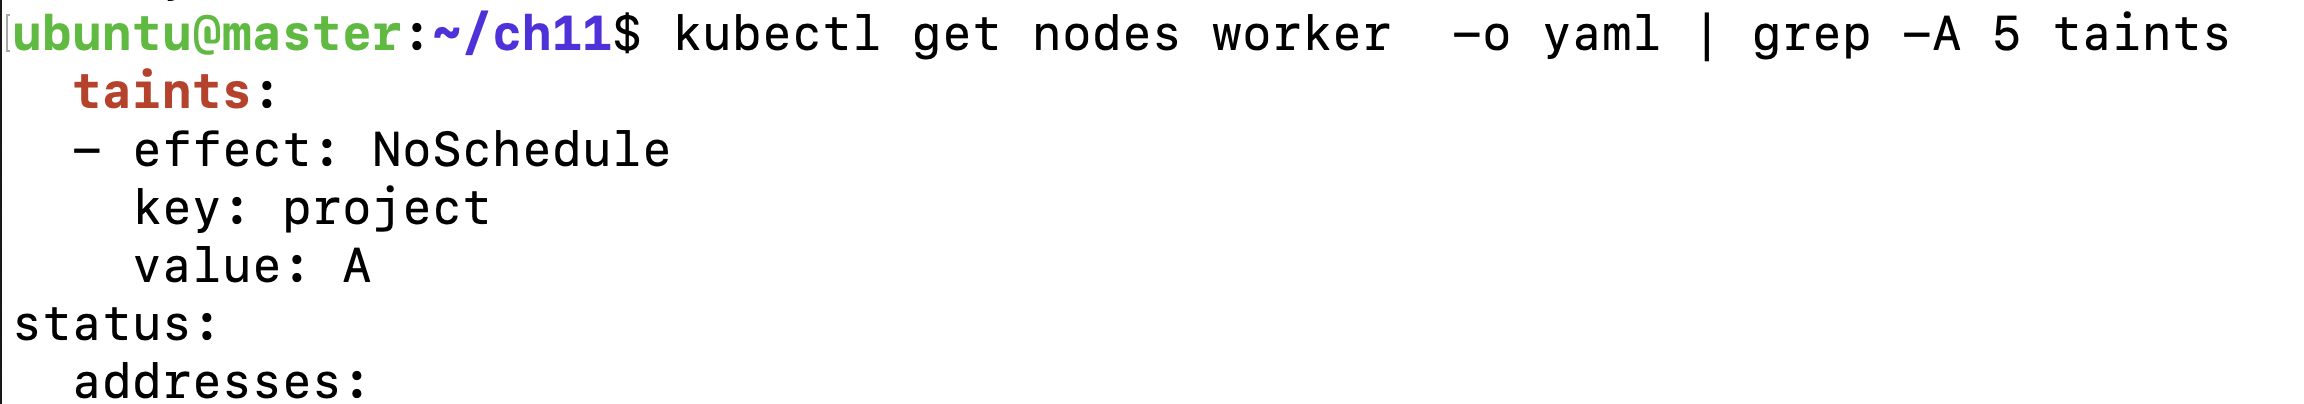 ubuntu@master:~/ch11$ kubectl get nodes worker  -o yaml | grep -A 5 taints
  taints:
  - effect: NoSchedule
    key: project
    value: A
status:
  addresses: